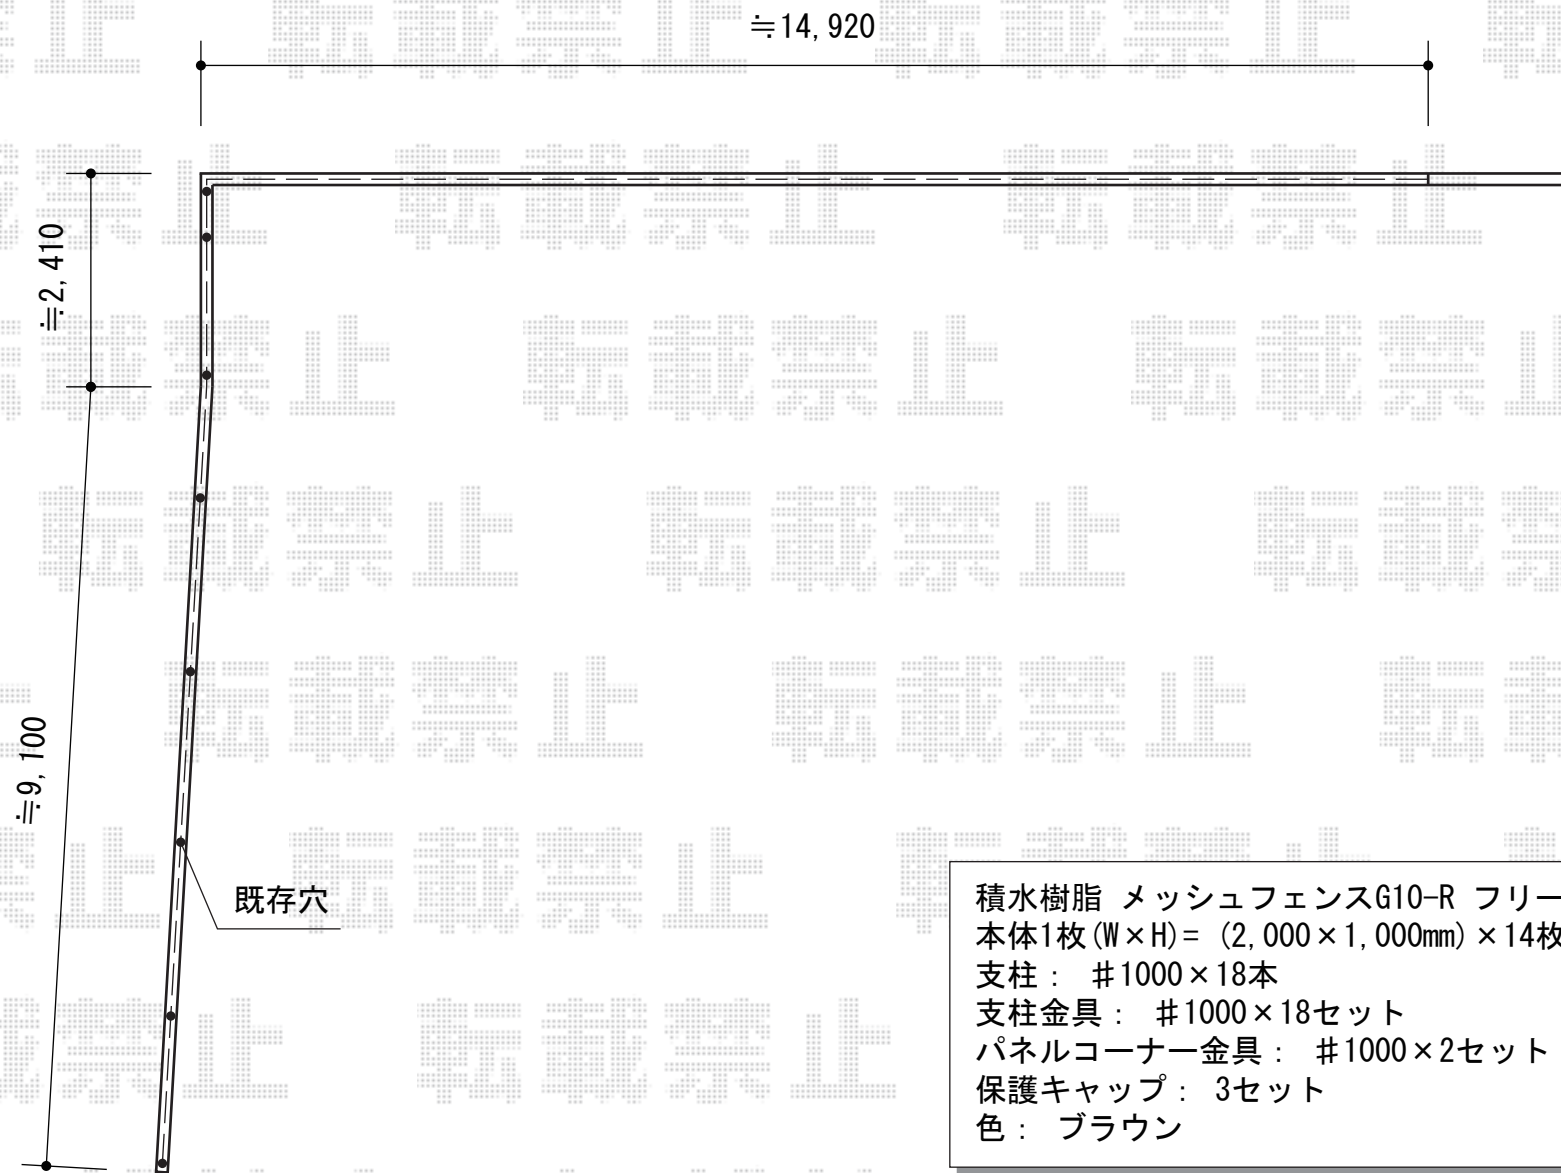 ≒14,920
≒2,410
≒9,100
既存穴
積水樹脂 メッシュフェンスG10-R フリー
本体1枚(W×H)= (2,000×1,000mm)×14枚
支柱： ＃1000×18本
支柱金具： ＃1000×18セット
パネルコーナー金具： ＃1000×2セット
保護キャップ： 3セット
色： ブラウン
転載禁止